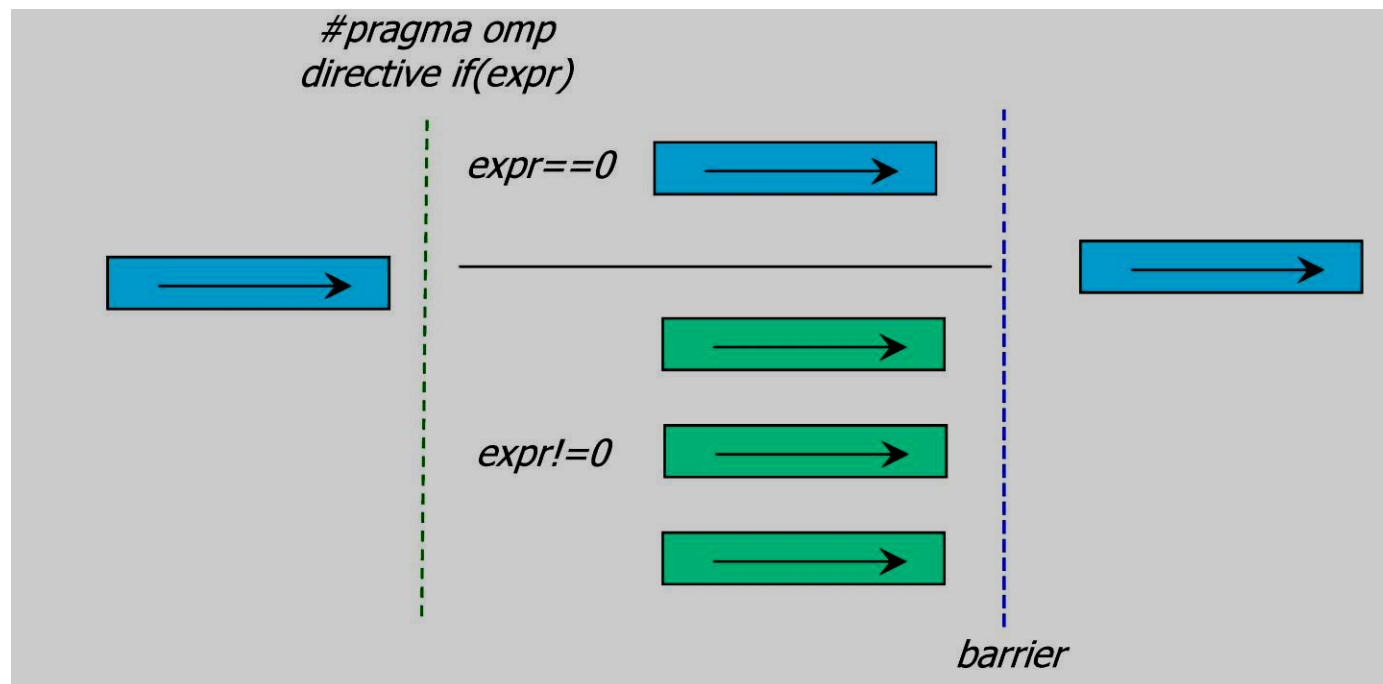 #pragma omp
directive if(expr)
expr==0
expr!=0
barrier